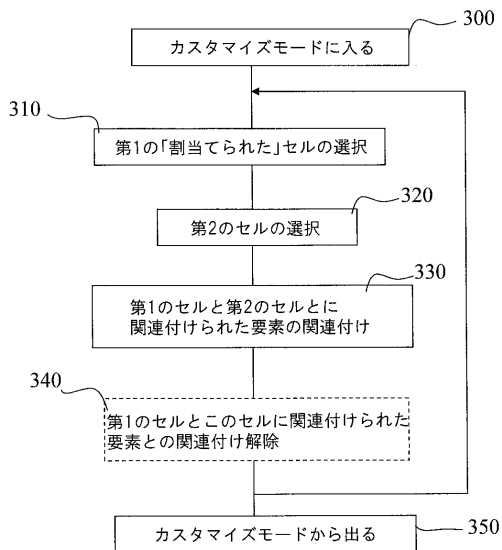 300
カスタマイズモードに入る
310
第1の「割当てられた」セルの選択
320
第2のセルの選択
330
第1のセルと第2のセルとに
関連付けられた要素の関連付け
340
第1のセルとこのセルに関連付けられた
要素との関連付け解除
カスタマイズモードから出る
350